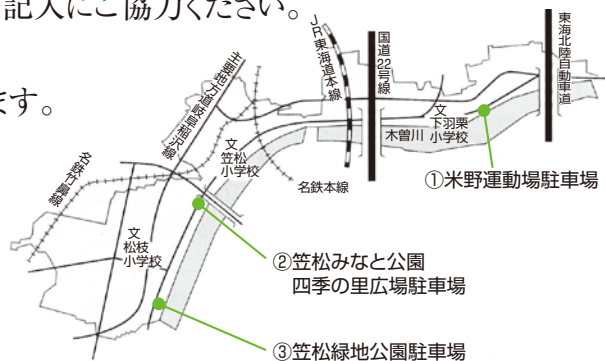 記入にご協力ください。
ます。
主要地方道岐阜稲沢線
JR東海道本線
国道22号線
東海北陸自動車道
名鉄竹鼻線
文
笠松
小学校
文
下羽栗
小学校
木曽川
名鉄本線
①米野運動場駐車場
文
松枝
小学校
②笠松みなと公園
四季の里広場駐車場
③笠松緑地公園駐車場